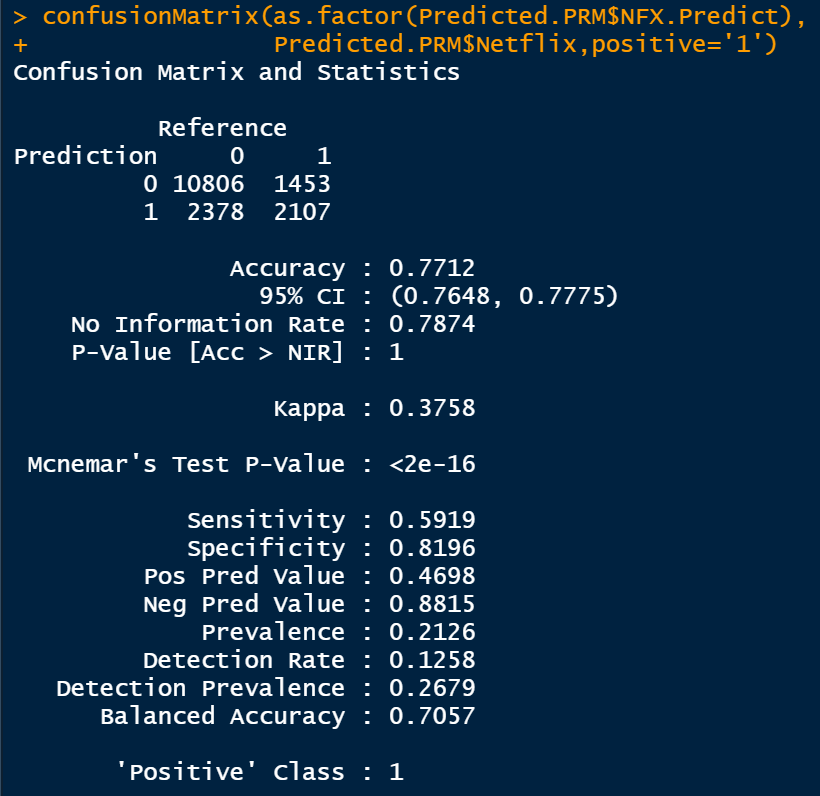 > confusionMatrix(as.factor(Predicted.PRM$NFX.Predict),
+ Predicted.PRM$Netflix,positive='1')
Confusion Matrix and Statistics
Reference
Prediction 0 1
0 10806 1453
1 2378 2107
Accuracy : 0.7712
95% CI : (0.7648, 0.7775)
No Information Rate : 0.7874
P-Value [Acc > NIR] : 1
Kappa : 0.3758
Mcnemar's Test P-Value : <2e-16
Sensitivity : 0.5919
Specificity : 0.8196
Pos Pred Value : 0.4698
Neg Pred Value : 0.8815
Prevalence : 0.2126
Detection Rate : 0.1258
Detection Prevalence : 0.2679
Balanced Accuracy : 0.7057
'Positive' Class : 1